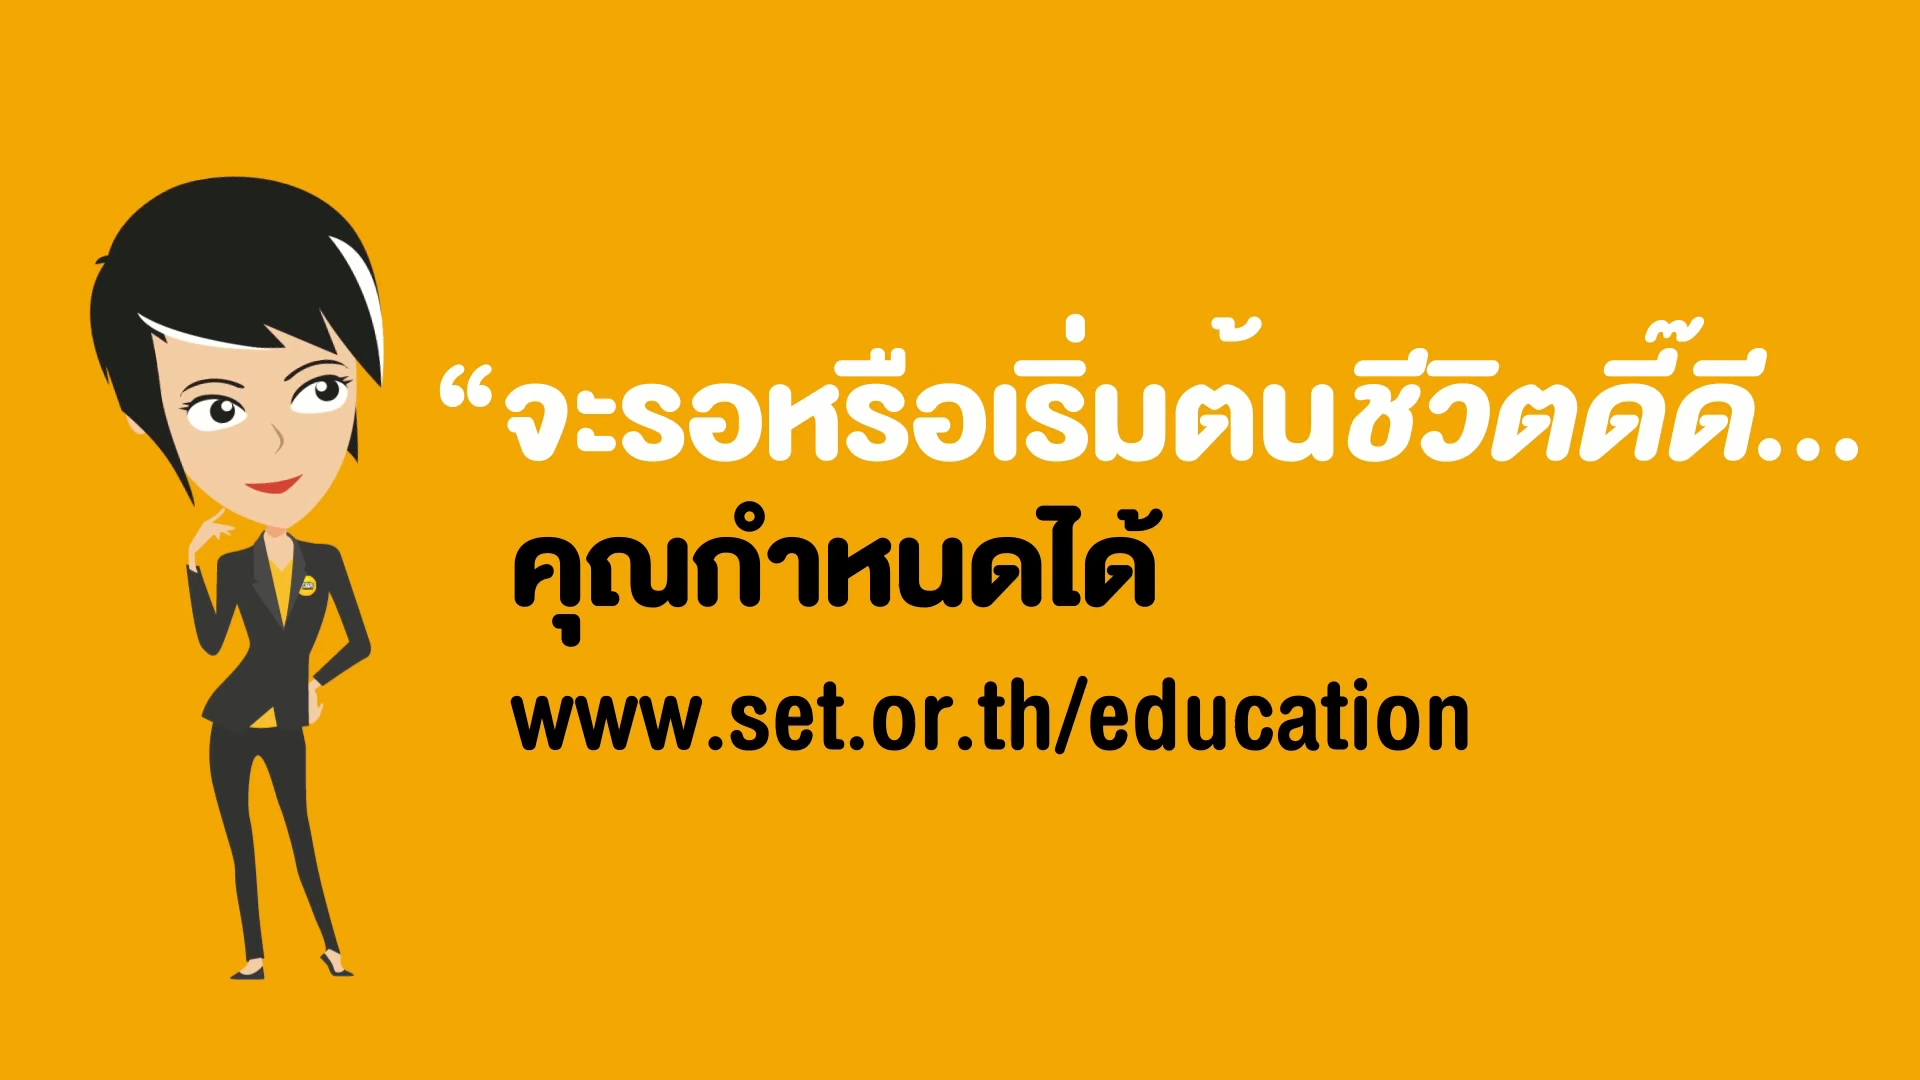 “จะรอหรือเริ่มต้นชีวิตดี๊ดี...
คุณกำหนดได้
www.set.or.th/education